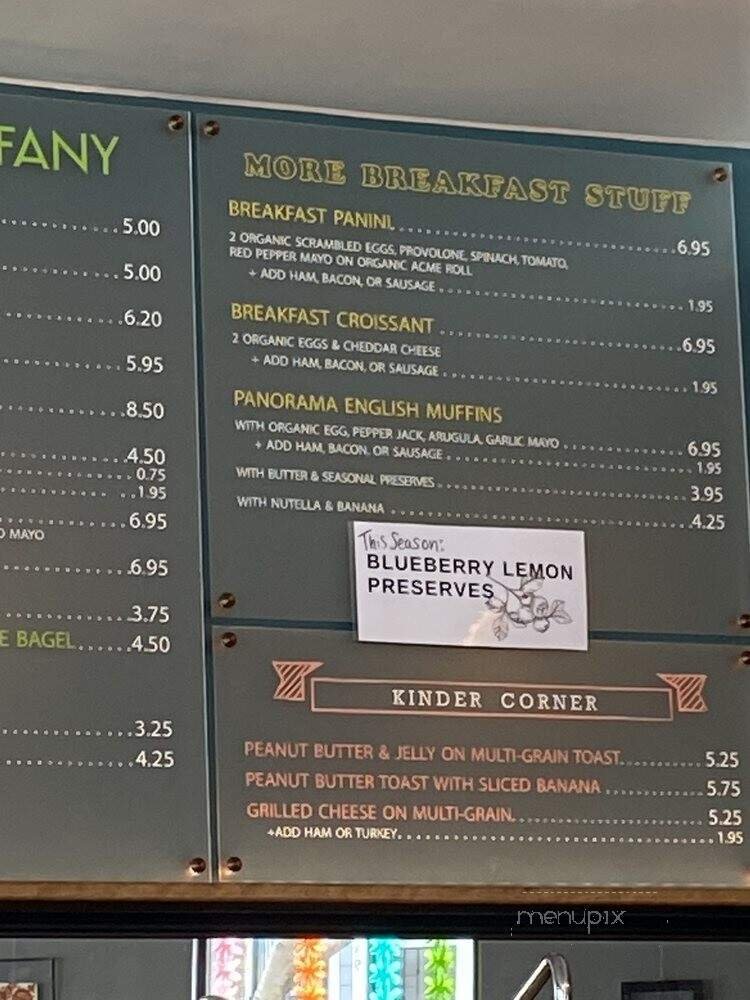 FANY
5.00
5.00
6.20
5.95
8.50
4.50
0.75
1.95
6.95
MAYO
6.95
3.75
E BAGEL......4.50
3.25
4.25
MORE BREAKFAST STUFF
BREAKFAST PANINI 6.95
2 ORGANIC SCRAMBLED EGGS, PROVOLONE, SPINACH, TOMATO,
RED PEPPER MAYO ON ORGANIC ACME ROLL
+ ADD HAM, BACON, OR SAUSAGE 1.95
BREAKFAST CROISSANT 6.95
2 ORGANIC EGGS & CHEDDAR CHEESE
+ ADD HAM, BACON, OR SAUSAGE 1.95
PANORAMA ENGLISH MUFFINS
WITH ORGANIC EGG, PEPPER JACK, ARUGULA, GARLIC MAYO 6.95
+ ADD HAM, BACON, OR SAUSAGE 1.95
WITH BUTTER & SEASONAL PRESERVES 3.95
WITH NUTELLA & BANANA 4.25
This Season:
BLUEBERRY LEMON
PRESERVES
KINDER CORNER
PEANUT BUTTER & JELLY ON MULTI-GRAIN TOAST 5.25
PEANUT BUTTER TOAST WITH SLICED BANANA 5.75
GRILLED CHEESE ON MULTI-GRAIN 5.25
+ADD HAM OR TURKEY 1.95
menupix